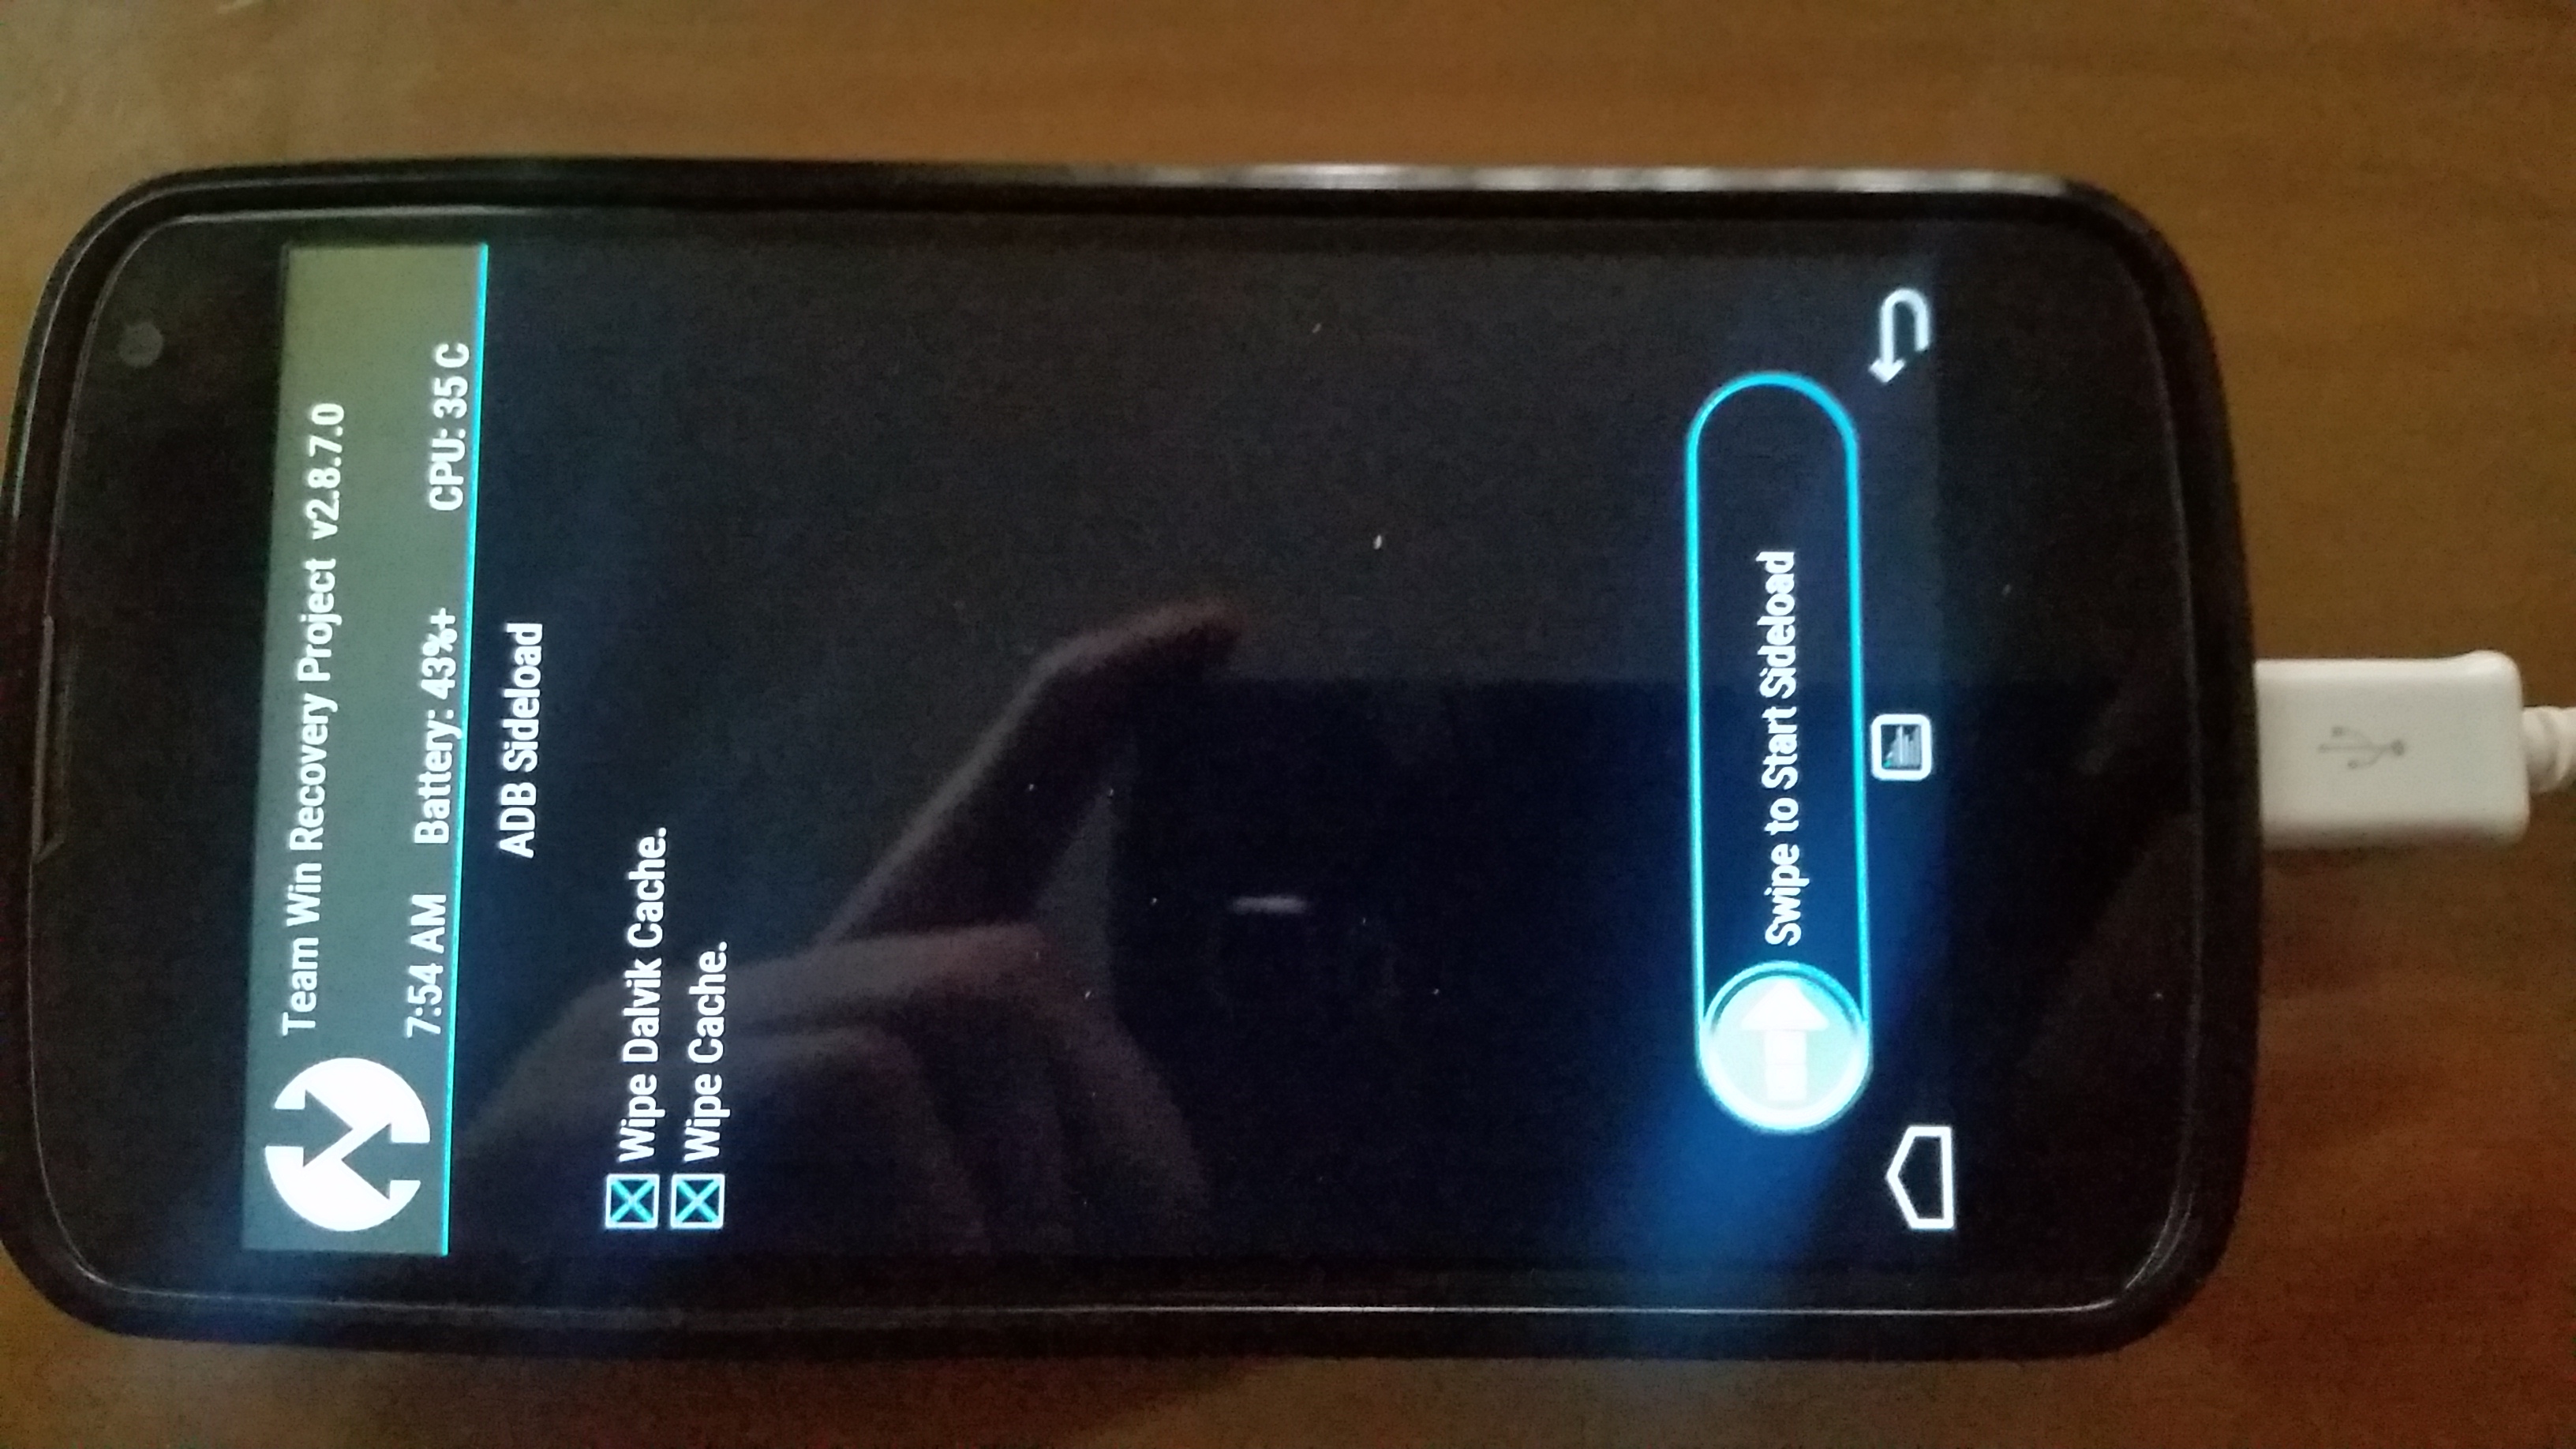 Team Win Recovery Project v2.8.7.0
7:54 AM Battery: 43%+ CPU: 35 C
ADB Sideload
Wipe Dalvik Cache.
Wipe Cache.
Swipe to Start Sideload